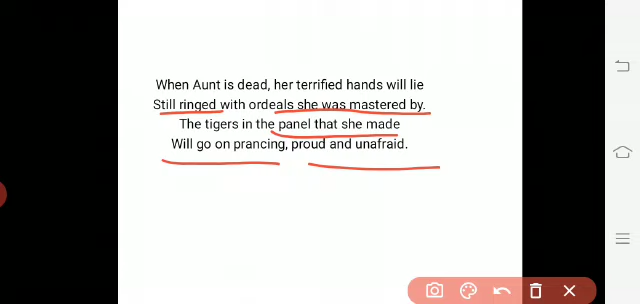 When Aunt is dead, her terrified hands will lie
Still ringed with ordeals she was mastered by.
The tigers in the panel that she made
Will go on prancing, proud and unafraid.